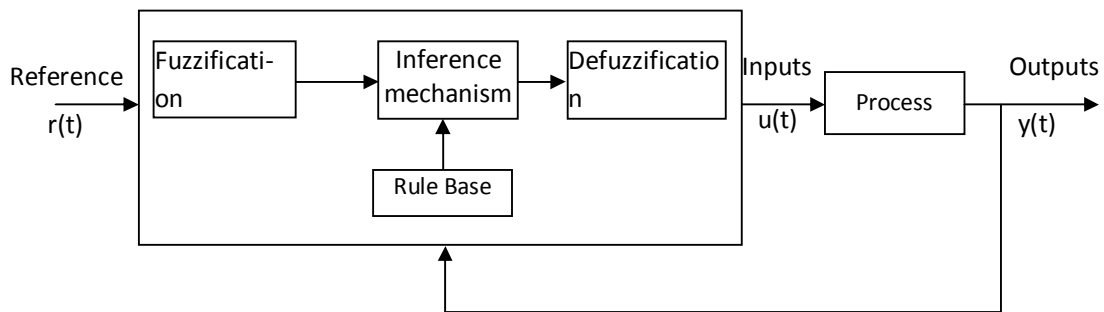 Reference
r(t)
Fuzzificati-
on
Inference
mechanism
Defuzzificatio
n
Rule Base
Inputs
u(t)
Process
Outputs
y(t)